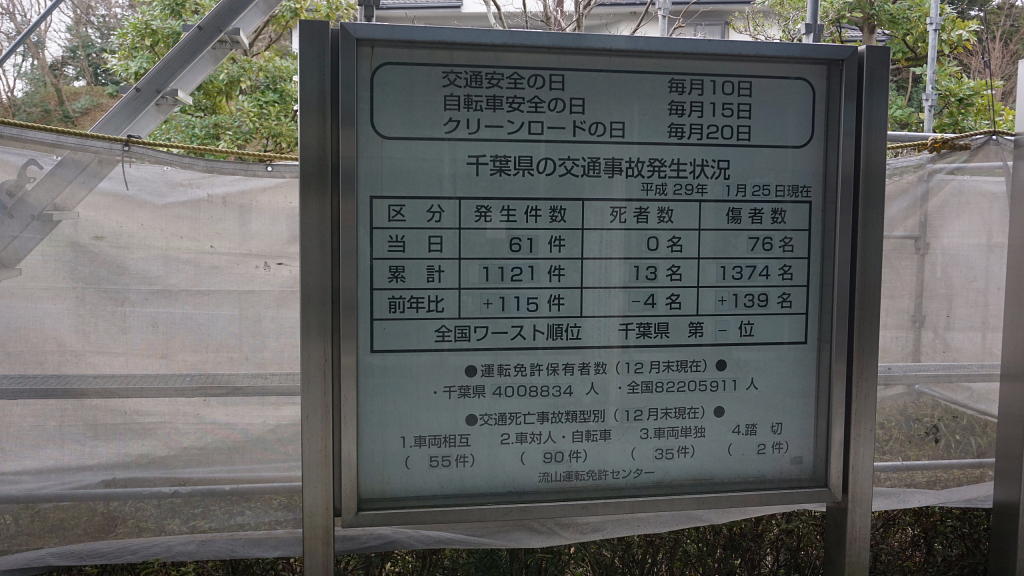 交通安全の日 毎月10日
自転車安全の日 毎月15日
クリーンロードの日 毎月20日
千葉県の交通事故発生状況
平成 29年 1月25日現在
区 分 発生件数 死者数 傷者数
当 日 61 件 0 名 76 名
累 計 1121 件 13 名 1374 名
前年比 +115 件 -4 名 +139 名
全国ワースト順位 千葉県 第 - 位
●運転免許保有者数(12月末現在)●
・千葉県 4008834 人 ・全国82205911 人
●交通死亡事故類型別(12月末現在)●
1.車両相互 2.車対人・自転車 3.車両単独 4.踏 切
( 55件) ( 90件) ( 35件) ( 2件)
流山運転免許センター